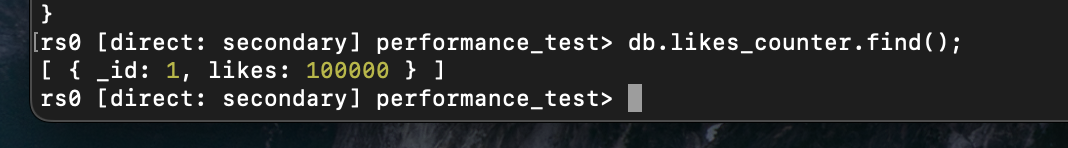 }
[rs0 [direct: secondary] performance_test> db.likes_counter.find();
[ { _id: 1, likes: 100000 } ]
rs0 [direct: secondary] performance_test>